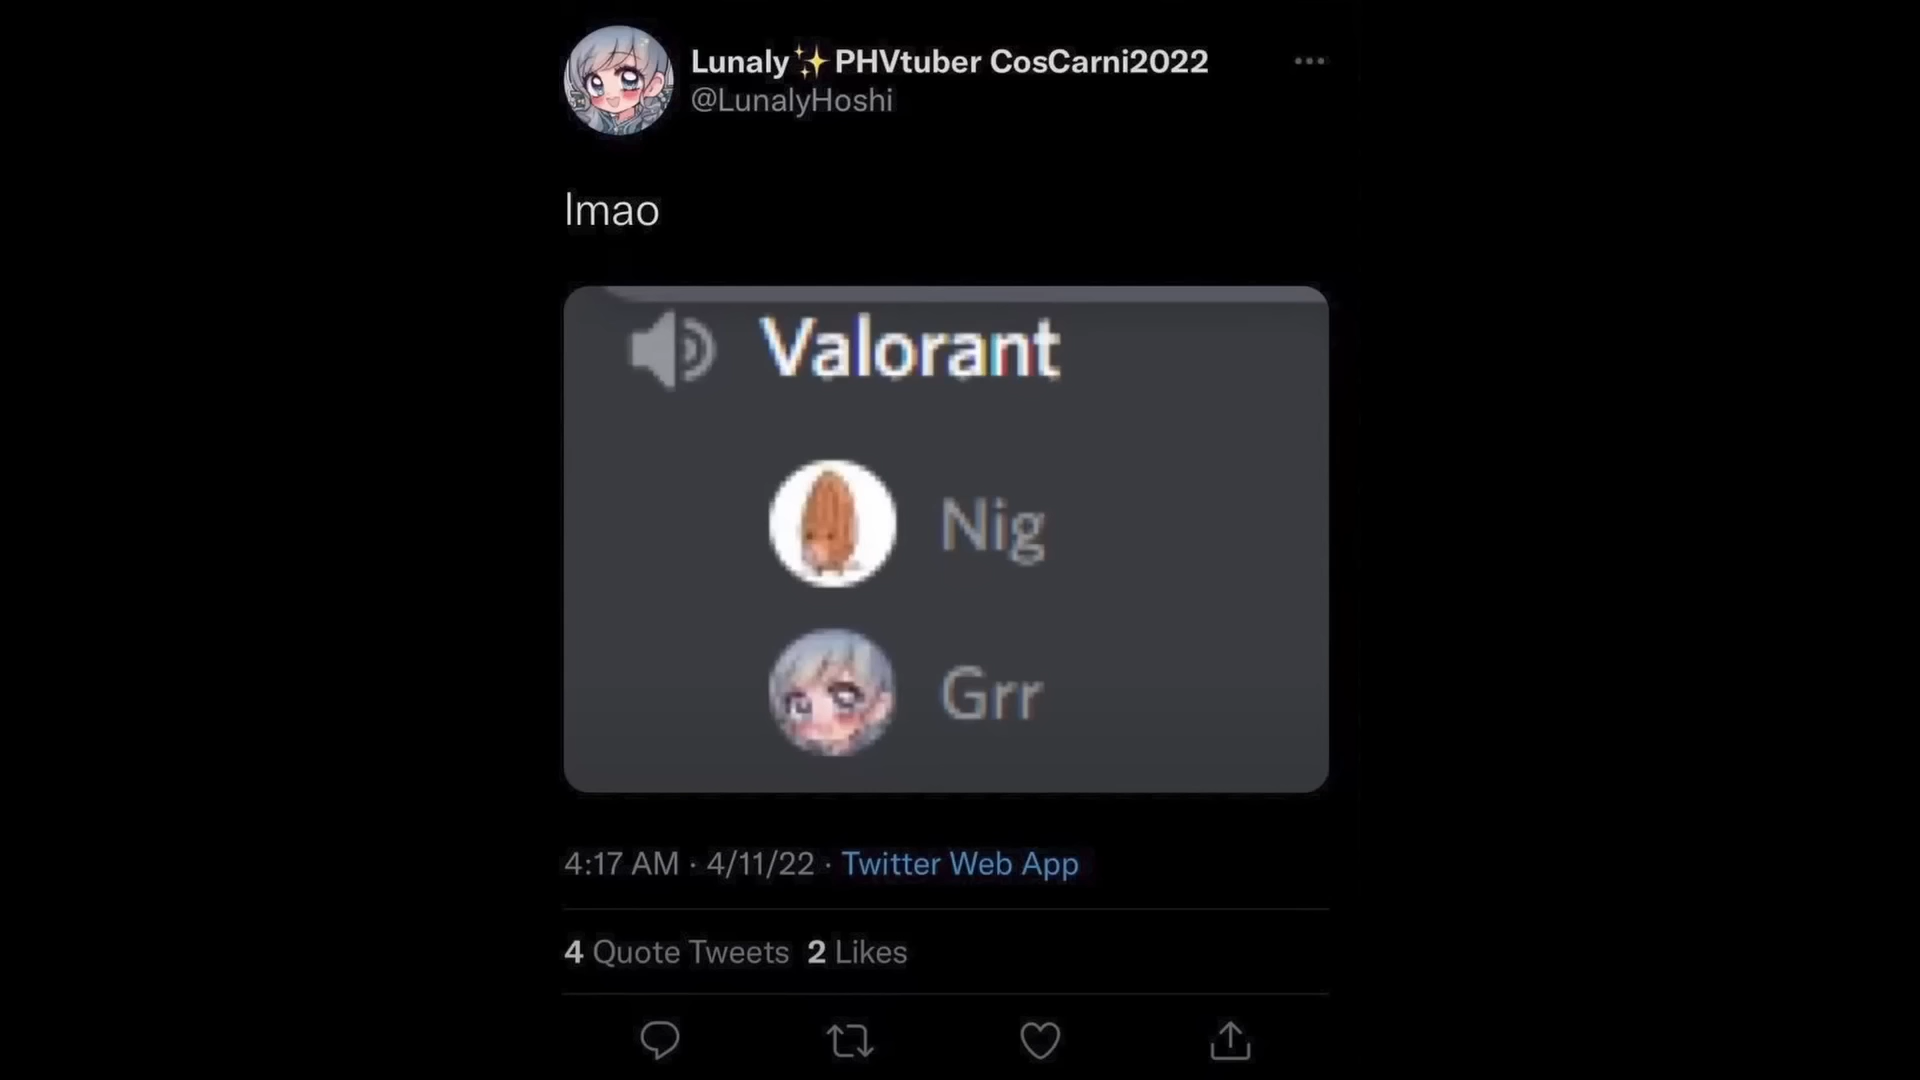 Lunaly✨PHVtuber CosCarni2022
@LunalyHoshi
lmao
Valorant
Nig
Grr
4:17 AM · 4/11/22 · Twitter Web App
4 Quote Tweets 2 Likes